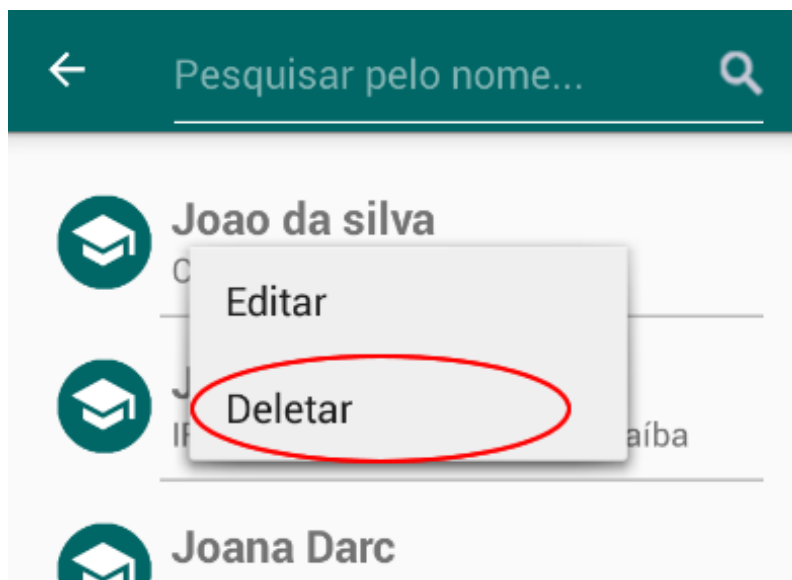 Pesquisar pelo nome...
Joao da silva
Editar
Deletar
aíba
Joana Darc